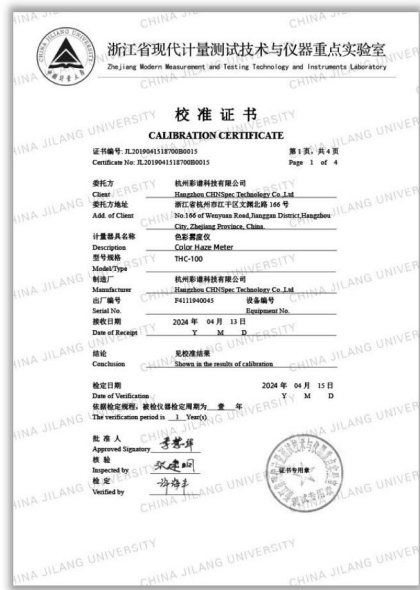 浙江省现代计量测试技术与仪器重点实验室
Zhejiang Modern Measurement and Testing Technology and Instruments Laboratory
校准证书
CALIBRATION CERTIFICATE
证书编号: JL2019041518700B0015 第1页,共4页
Certificate No: JL2019041518700B0015 Page 1 of 4
委托方 杭州彩谱科技有限公司
Client Hangzhou CHNSpec Technology Co.,Ltd
委托方地址 浙江省杭州市江干区文渊北路 166 号
Add. of Client No.166 of Wenyuan Road,Jianggan District,Hangzhou
City, Zhejiang Province, China.
计量器具名称 色彩雾度仪
Description Color Haze Meter
型号规格 THC-100
Model/Type
制造厂 杭州彩谱科技有限公司
Manufacturer Hangzhou CHNSpec Technology Co.,Ltd
出厂编号 P4111940045 设备编号
Serial No. Equipment No.
接收日期 2024 年 04 月 13 日
Date of Receipt Y M D
结论 见校准结果
Conclusion Shown in the results of calibration
检定日期 2024 年 04 月 15 日
Date of Verification Y M D
依据检定规程,被检仪器检定周期为 壹 年
The verification period is 1 Year(s)
批准人
Approved Signatory
核验
Inspected by
检定
Verified by
证书专用章
CHINA JILANG UNIVERSITY